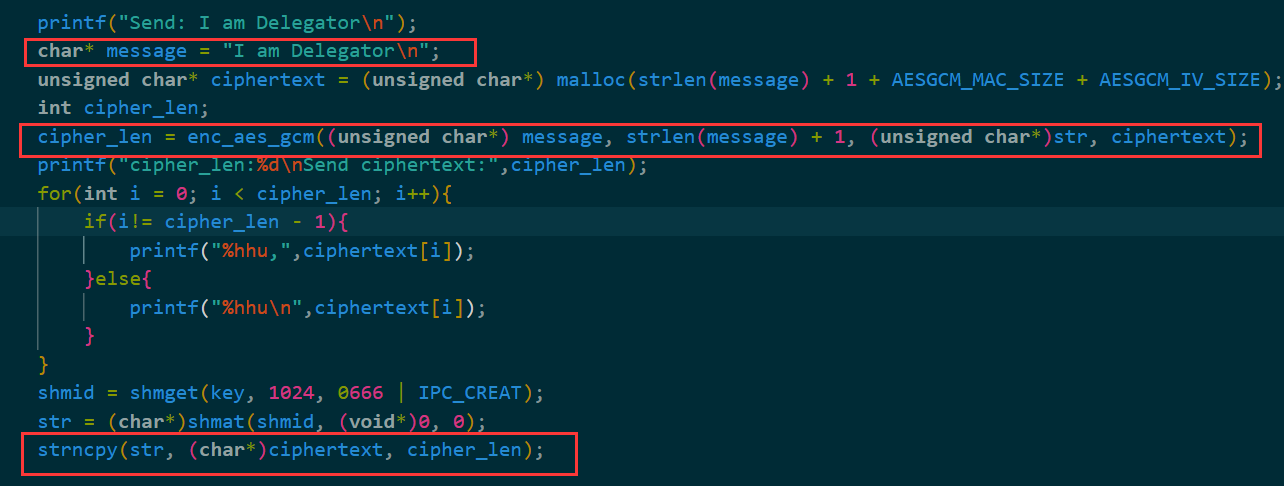 printf("Send: I am Delegator\n");
char* message = "I am Delegator\n";
unsigned char* ciphertext = (unsigned char*) malloc(strlen(message) + 1 + AESGCM_MAC_SIZE + AESGCM_IV_SIZE);
int cipher_len;
cipher_len = enc_aes_gcm((unsigned char*) message, strlen(message) + 1, (unsigned char*)str, ciphertext);
printf("cipher_len:%d\nSend ciphertext:",cipher_len);
for(int i = 0; i < cipher_len; i++){
    if(i!= cipher_len - 1){
        printf("%hhu,",ciphertext[i]);
    }else{
        printf("%hhu\n",ciphertext[i]);
    }
}
shmid = shmget(key, 1024, 0666 | IPC_CREAT);
str = (char*)shmat(shmid, (void*)0, 0);
strncpy(str, (char*)ciphertext, cipher_len);